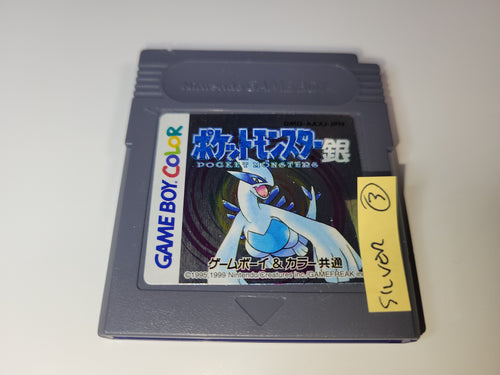 Nintendo GAME BOY
DMG-AAXJ-JPN
ポケットモンスター銀
POCKET MONSTERS
GAME BOY COLOR
ゲームボーイ & カラー共通
©1995,1999 Nintendo/Creatures inc./GAMEFREAK inc.
SILVER
3